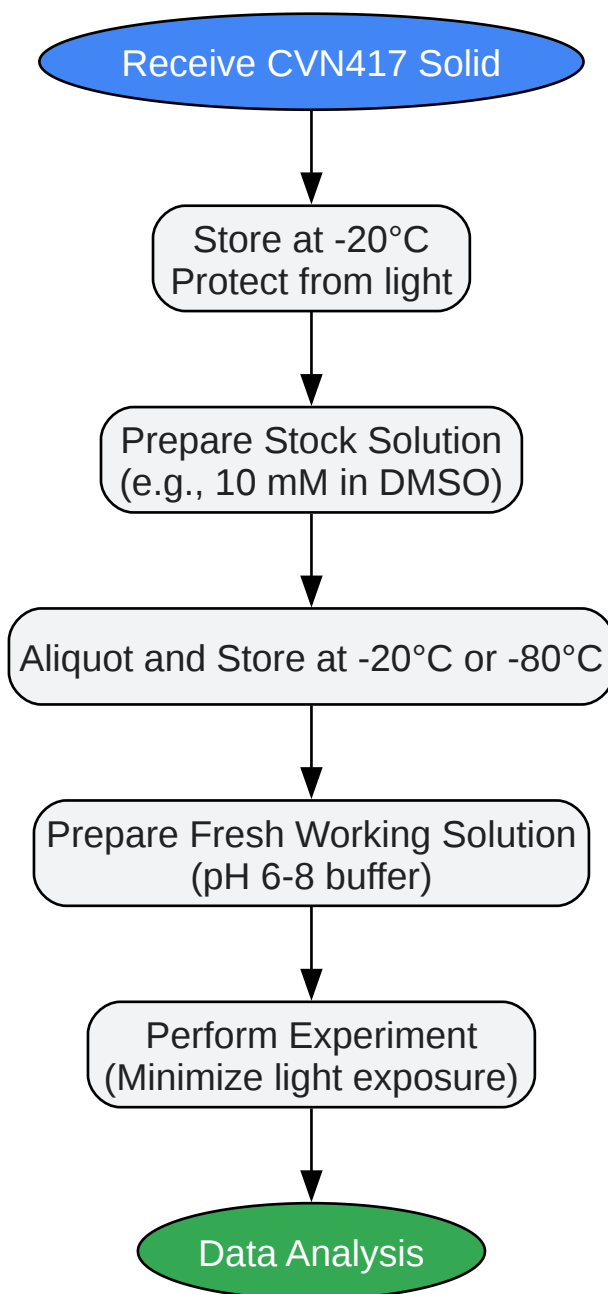 Receive CVN417 Solid
Store at -20°C
Protect from light
Prepare Stock Solution
(e.g., 10 mM in DMSO)
Aliquot and Store at -20°C or -80°C
Prepare Fresh Working Solution
(pH 6-8 buffer)
Perform Experiment
(Minimize light exposure)
Data Analysis